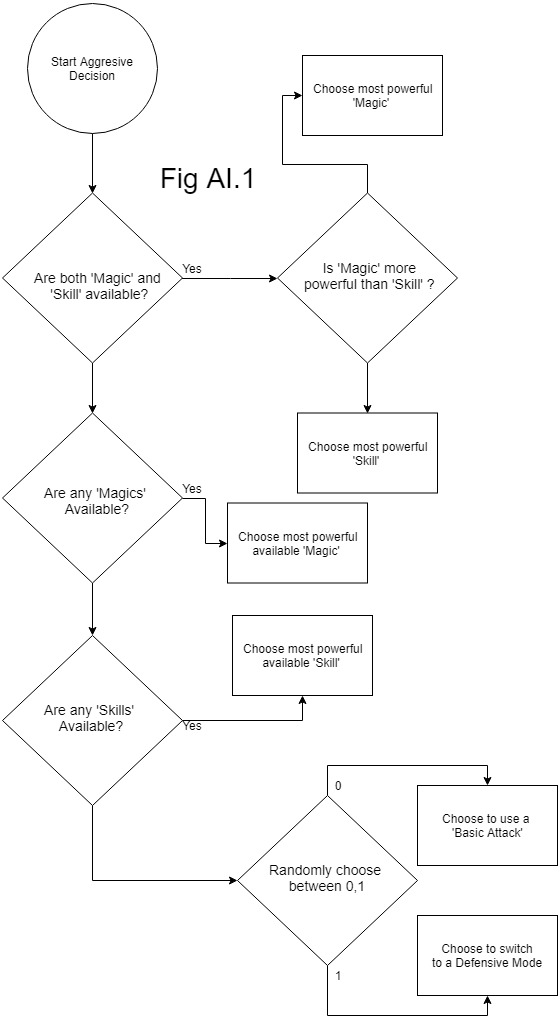 Start Aggresive
Decision
Choose most powerful
'Magic'
Fig AI.1
Are both 'Magic' and
'Skill' available?
Yes
Is 'Magic' more
powerful than 'Skill' ?
Choose most powerful
'Skill'
Are any 'Magics'
Available?
Yes
Choose most powerful
available 'Magic'
Choose most powerful
available 'Skill'
Are any 'Skills'
Available?
Yes
0
Choose to use a
'Basic Attack'
Randomly choose
between 0,1
Choose to switch
to a Defensive Mode
1